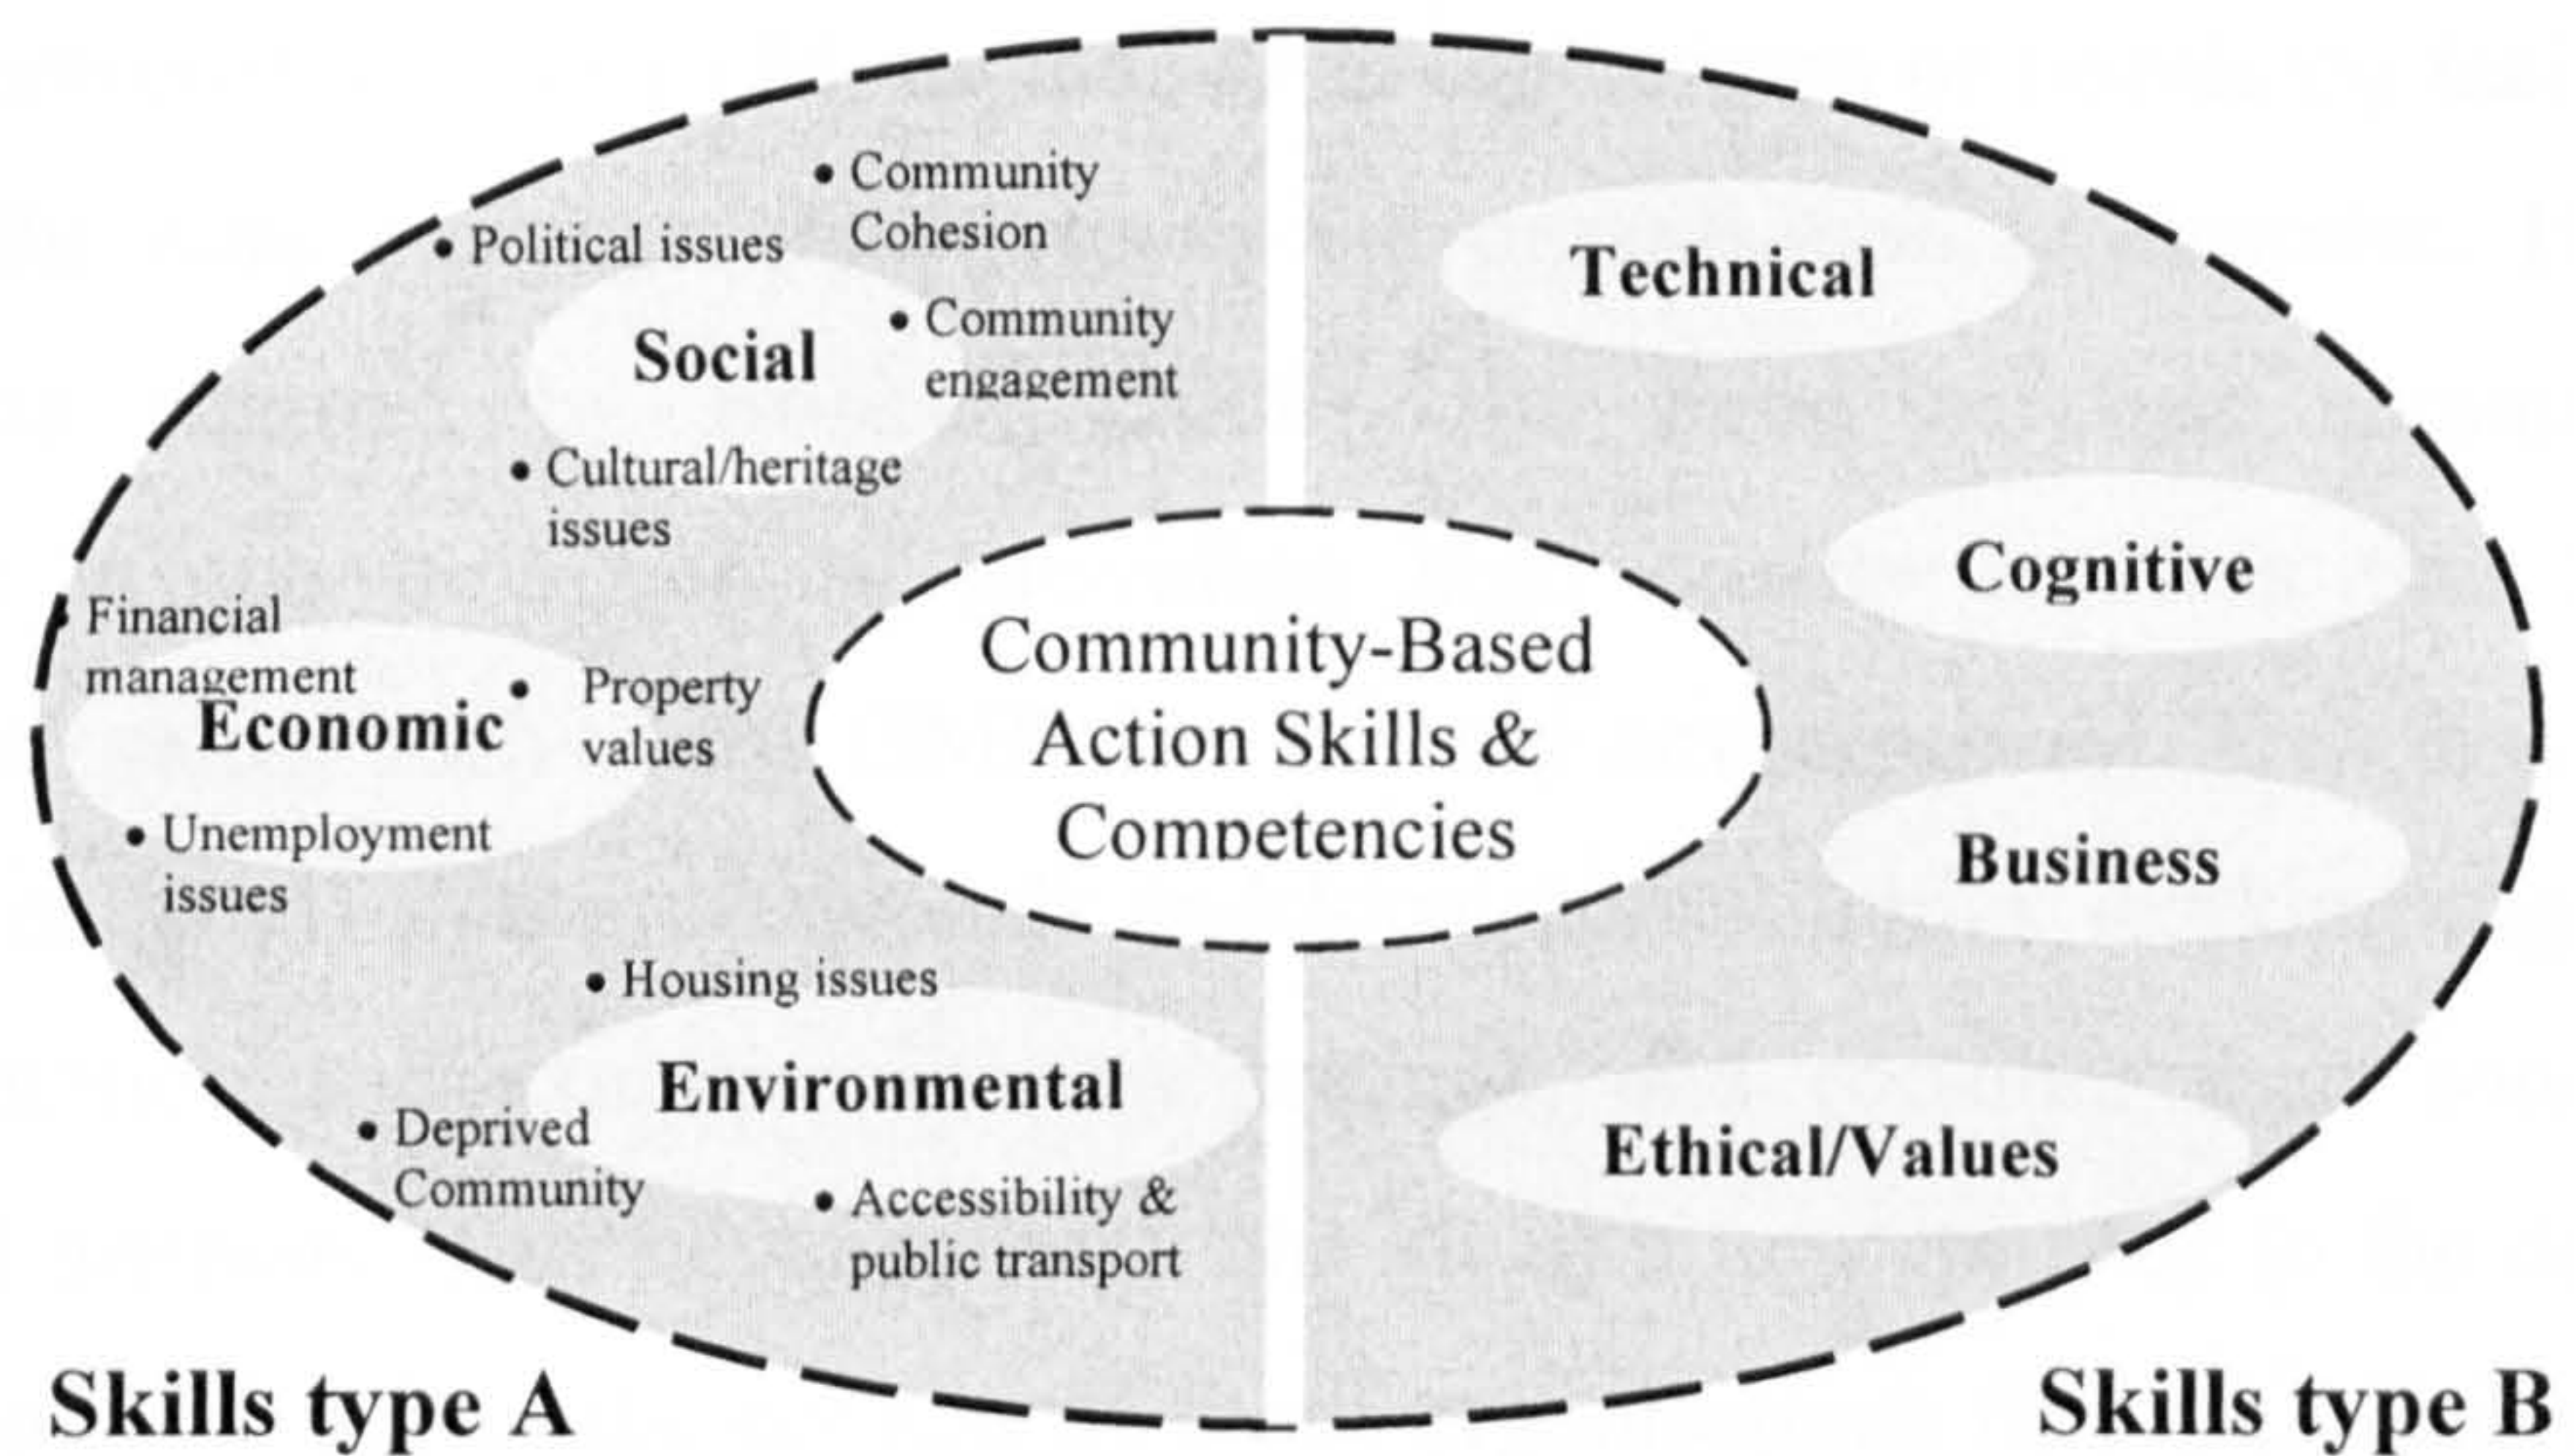 • Community
Cohesion
• Political issues
• Community
engagement
Social
• Cultural/heritage
issues
• Financial
management
Economic
• Property
values
• Unemployment
issues
• Housing issues
Environmental
• Deprived
Community
• Accessibility &
public transport
Community-Based
Action Skills &
Competencies
Technical
Cognitive
Business
Ethical/Values
Skills type A
Skills type B